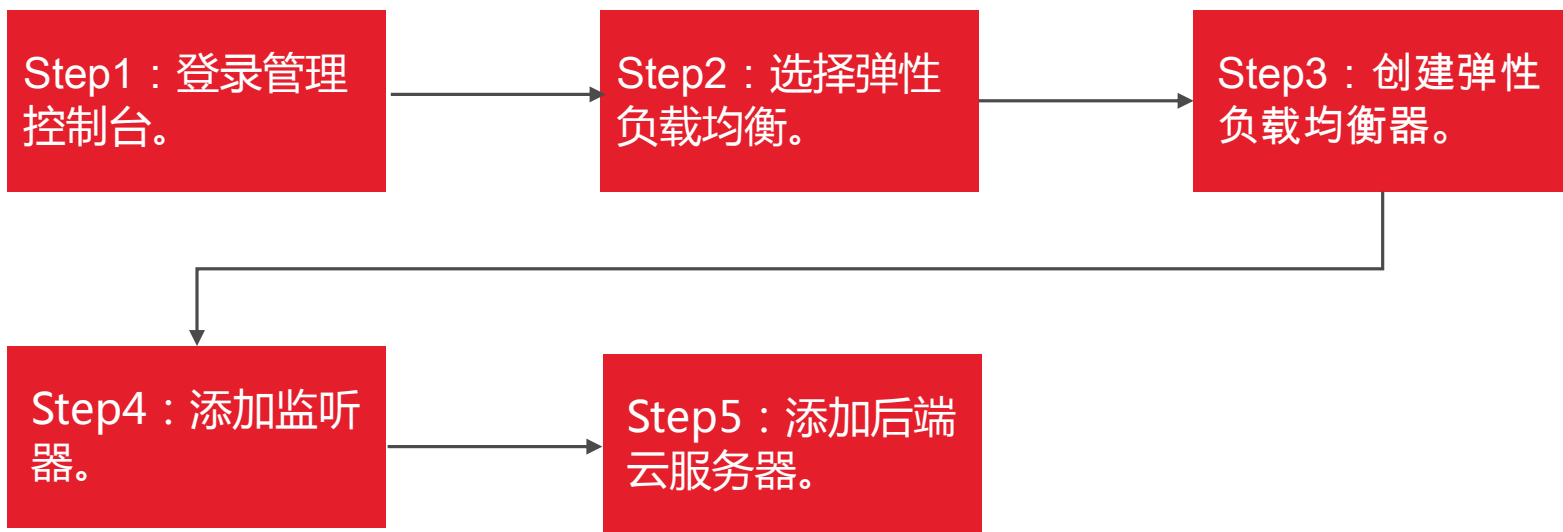 Step1：登录管理
控制台。
Step2：选择弹性
负载均衡。
Step3：创建弹性
负载均衡器。
Step4：添加监听
器。
Step5：添加后端
云服务器。